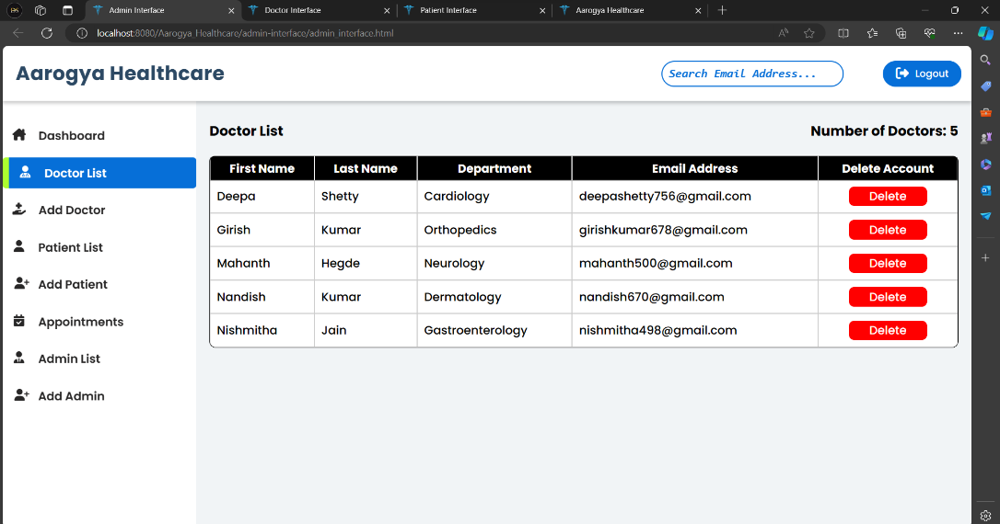 Admin Interface Doctor Interface Patient Interface Aarogya Healthcare
localhost:8080/Aarogya_Healthcare/admin-interface/admin_interface.html
Aarogya Healthcare Search Email Address... Logout
Dashboard
Doctor List
Add Doctor
Patient List
Add Patient
Appointments
Admin List
Add Admin
Doctor List Number of Doctors: 5
First Name Last Name Department Email Address Delete Account
Deepa Shetty Cardiology deepashetty756@gmail.com Delete
Girish Kumar Orthopedics girishkumar678@gmail.com Delete
Mahanth Hegde Neurology mahanth500@gmail.com Delete
Nandish Kumar Dermatology nandish670@gmail.com Delete
Nishmitha Jain Gastroenterology nishmitha498@gmail.com Delete